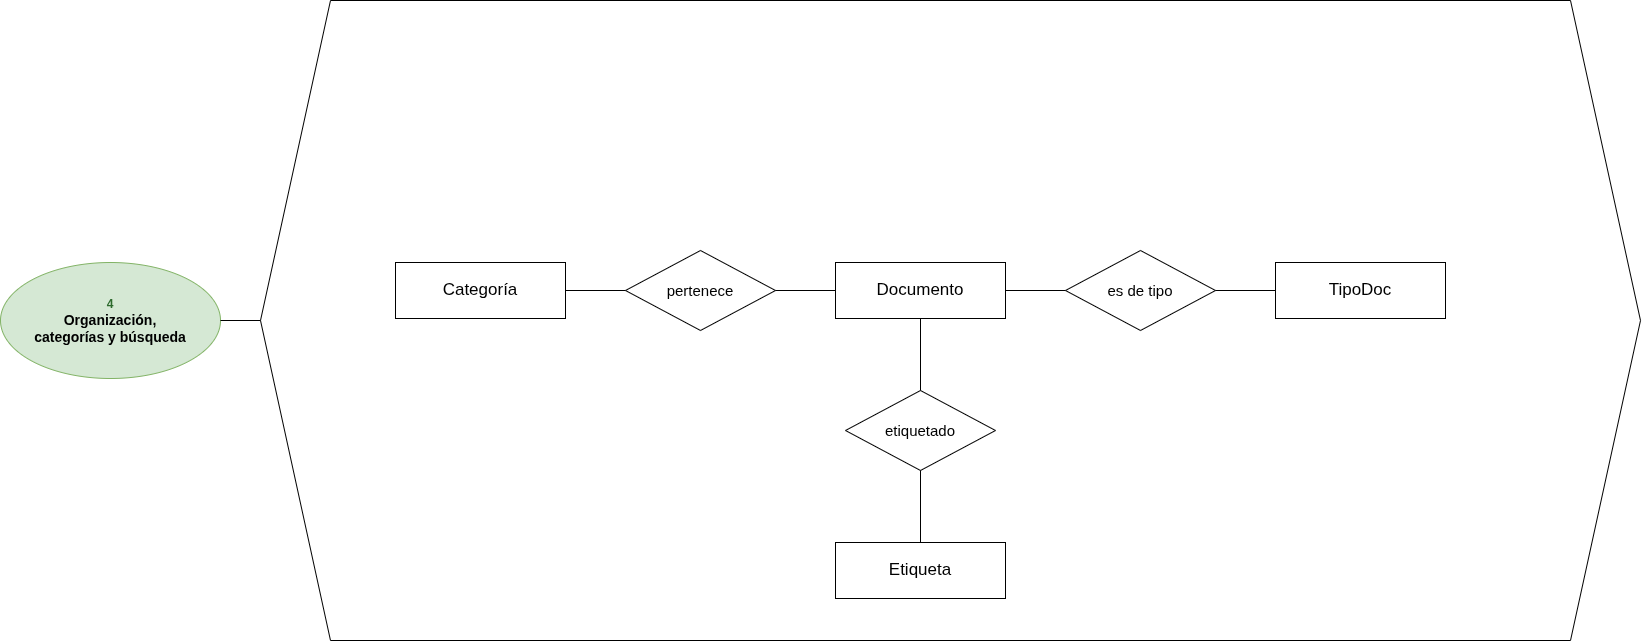 4
Organización,
categorías y búsqueda
Categoría
pertenece
Documento
es de tipo
TipoDoc
etiquetado
Etiqueta